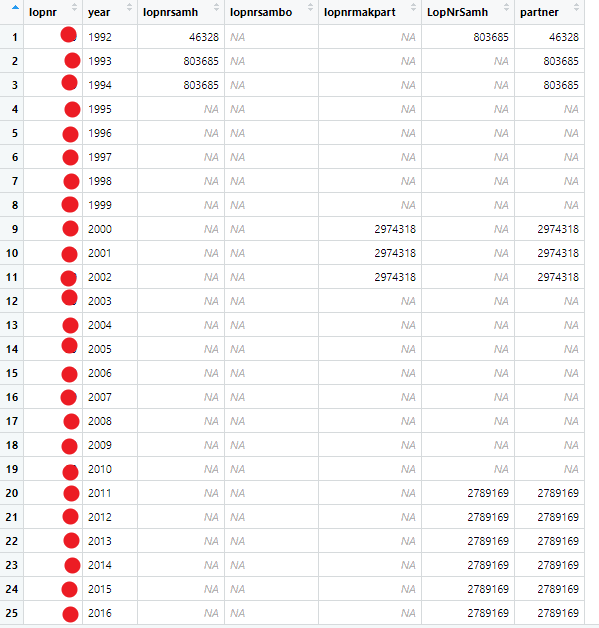 lopnr year lopnrsamh lopnrsambo lopnrmakpart LopNrSamh partner
1 1992 46328 NA NA 803685 46328
2 1993 803685 NA NA NA 803685
3 1994 803685 NA NA NA 803685
4 1995 NA NA NA NA NA
5 1996 NA NA NA NA NA
6 1997 NA NA NA NA NA
7 1998 NA NA NA NA NA
8 1999 NA NA NA NA NA
9 2000 NA NA 2974318 NA 2974318
10 2001 NA NA 2974318 NA 2974318
11 2002 NA NA 2974318 NA 2974318
12 2003 NA NA NA NA NA
13 2004 NA NA NA NA NA
14 2005 NA NA NA NA NA
15 2006 NA NA NA NA NA
16 2007 NA NA NA NA NA
17 2008 NA NA NA NA NA
18 2009 NA NA NA NA NA
19 2010 NA NA NA NA NA
20 2011 NA NA NA 2789169 2789169
21 2012 NA NA NA 2789169 2789169
22 2013 NA NA NA 2789169 2789169
23 2014 NA NA NA 2789169 2789169
24 2015 NA NA NA 2789169 2789169
25 2016 NA NA NA 2789169 2789169